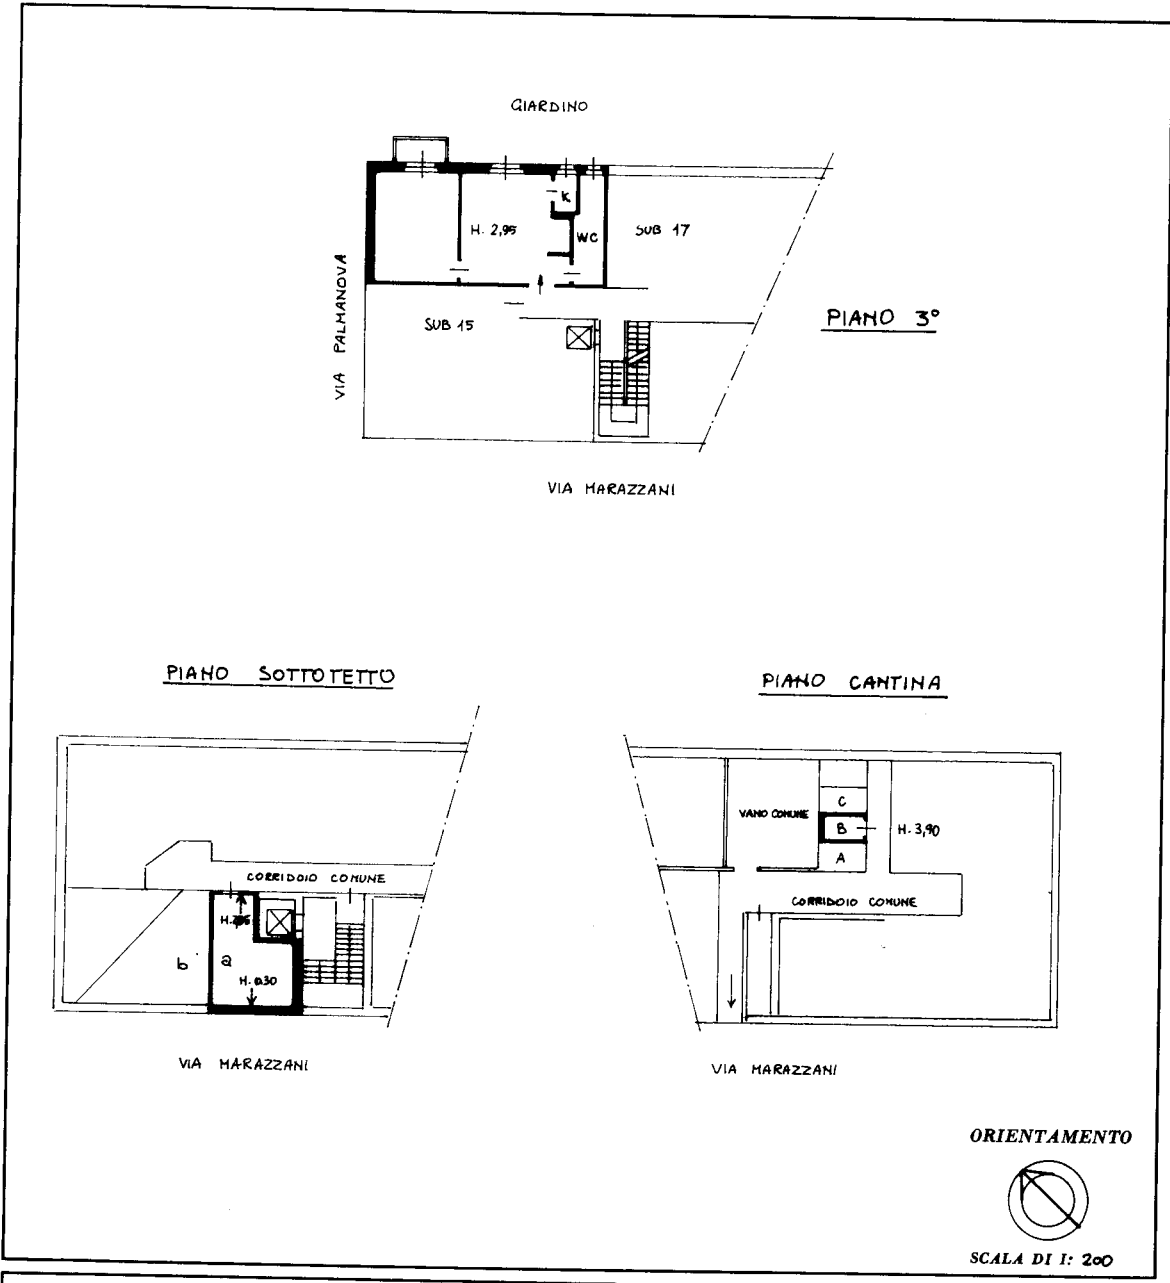 GIARDINO
K
H. 2,95
WC
SUB 17
VIA PALMANOVA
SUB 15
PIANO 3°
VIA MARAZZANI
PIANO SOTTOTETTO
PIANO CANTINA
C
VANO COMUNE
B
H. 3,90
A
CORRIDOIO COMUNE
CORRIDOIO COMUNE
H.
b
a
H. 0.30
VIA MARAZZANI
VIA MARAZZANI
ORIENTAMENTO
SCALA DI 1: 200